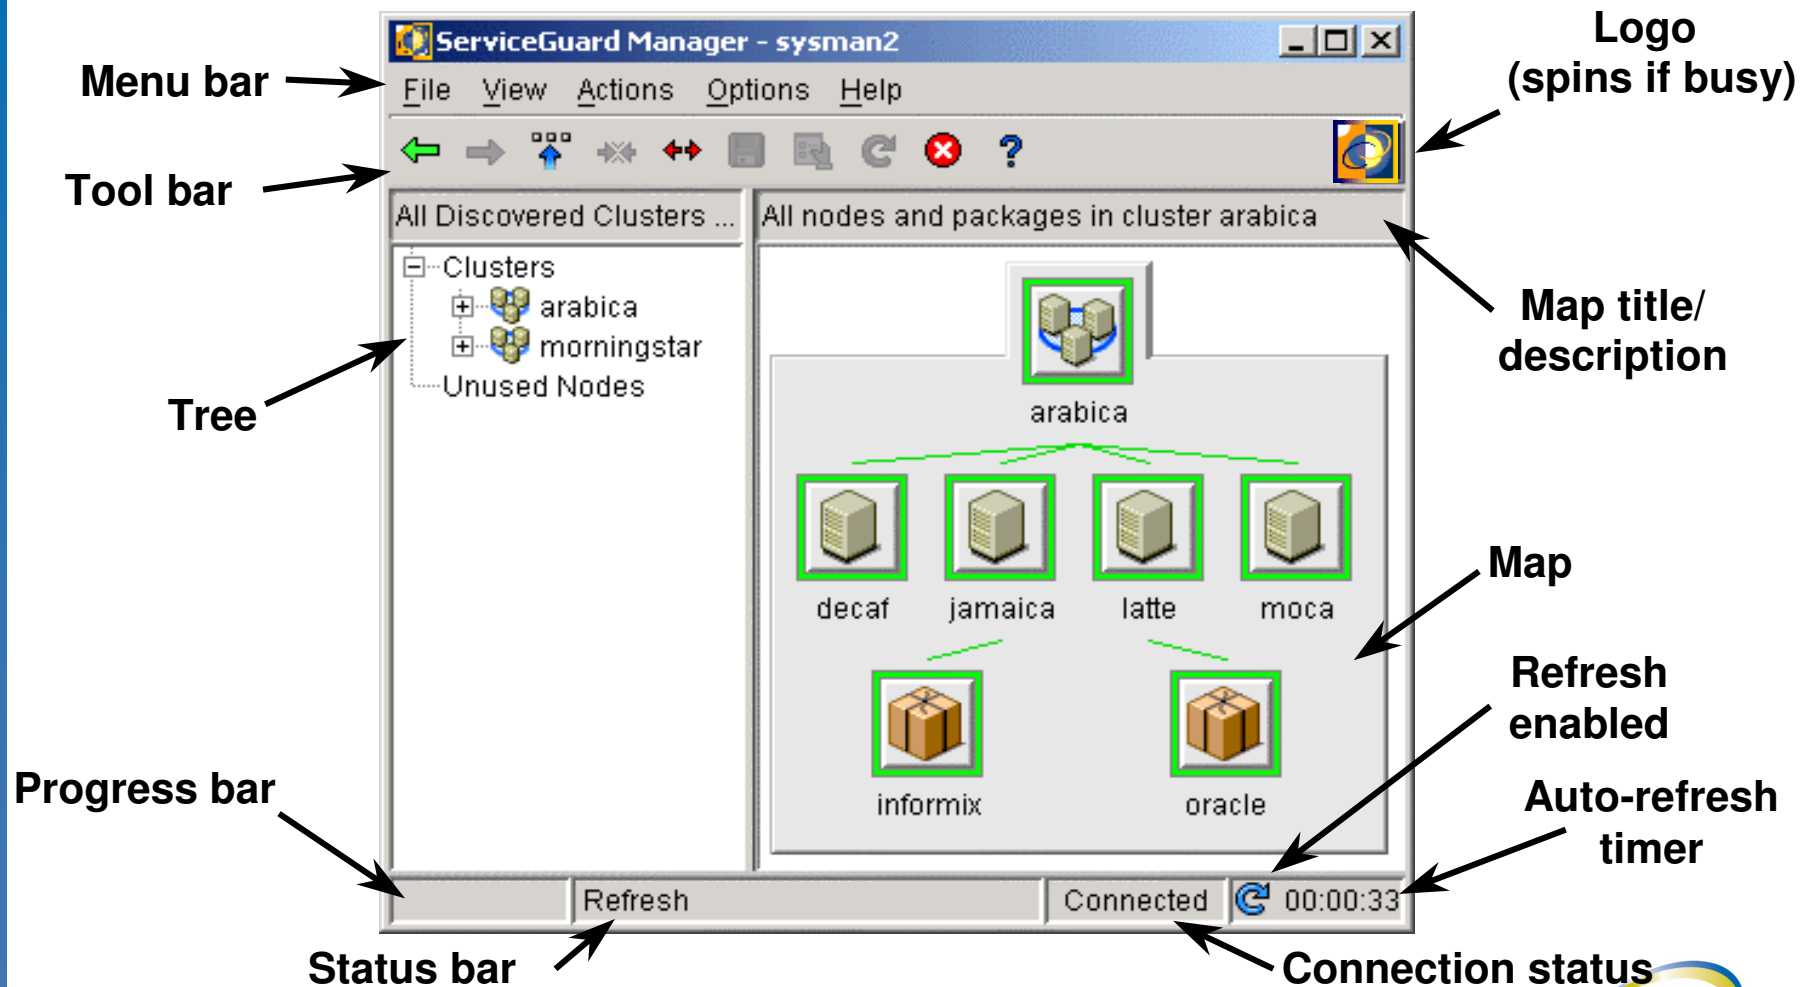 ServiceGuard Manager - sysman2
Logo
(spins if busy)
Menu bar
File View Actions Options Help
?
Tool bar
All Discovered Clusters ...
All nodes and packages in cluster arabica
Clusters
arabica
morningstar
Unused Nodes
Tree
Map title/
description
arabica
decaf
jamaica
latte
moca
Map
informix
oracle
Refresh
enabled
Progress bar
Auto-refresh
timer
Refresh
Connected
00:00:33
Status bar
Connection status